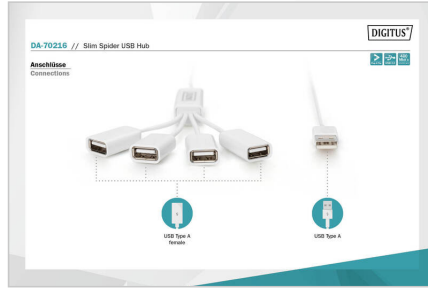 DIGITUS®
DA-70216 // Slim Spider USB Hub
Anschlüsse
Connections
USB Type A
female
USB Type A